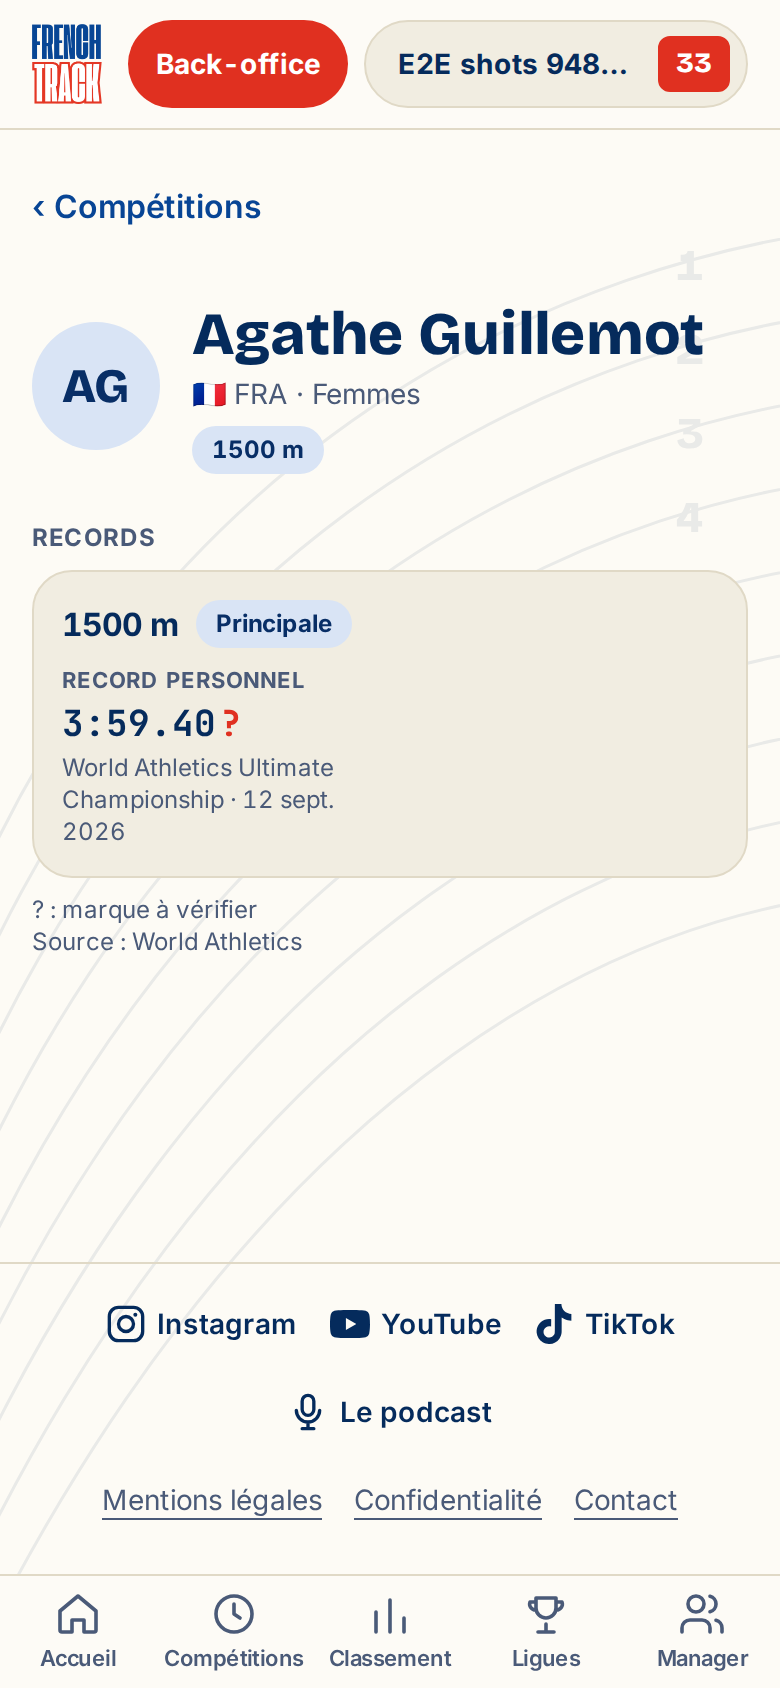 FRENCH
TRACK
Back-office
E2E shots 948...
33
‹ Compétitions
1
2
3
4
AG
Agathe Guillemot
FRA · Femmes
1500 m
RECORDS
1500 m
Principale
RECORD PERSONNEL
3:59.40?
World Athletics Ultimate
Championship · 12 sept.
2026
? : marque à vérifier
Source : World Athletics
Instagram
YouTube
TikTok
Le podcast
Mentions légales
Confidentialité
Contact
Accueil
Compétitions
Classement
Ligues
Manager